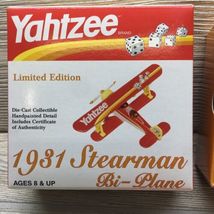 Yahtzee
BRAND
Limited Edition
Die-Cast Collectible
Handpainted Detail
Includes Certificate
of Authenticity
1931 Stearman
Bi-Plane
AGES 8 & UP